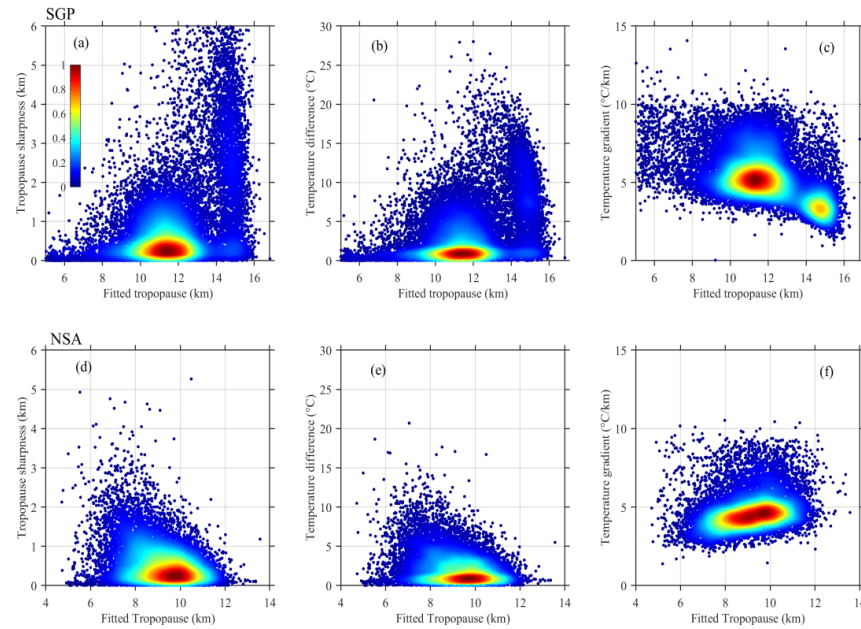 SGP
(a)
Tropopause sharpness (km)
6
5
4
3
2
1
0
1
0.8
0.6
0.4
0.2
0
6 8 10 12 14 16
Fitted tropopause (km)
(b)
Temperature difference (°C)
30
25
20
15
10
5
0
6 8 10 12 14 16
Fitted tropopause (km)
(c)
Temperature gradient (°C/km)
15
10
5
0
6 8 10 12 14 16
Fitted tropopause (km)
NSA
(d)
Tropopause sharpness (km)
6
5
4
3
2
1
0
4 6 8 10 12 14
Fitted Tropopause (km)
(e)
Temperature difference (°C)
30
25
20
15
10
5
0
4 6 8 10 12 14
Fitted Tropopause (km)
(f)
Temperature gradient (°C/km)
15
10
5
0
4 6 8 10 12 14
Fitted Tropopause (km)